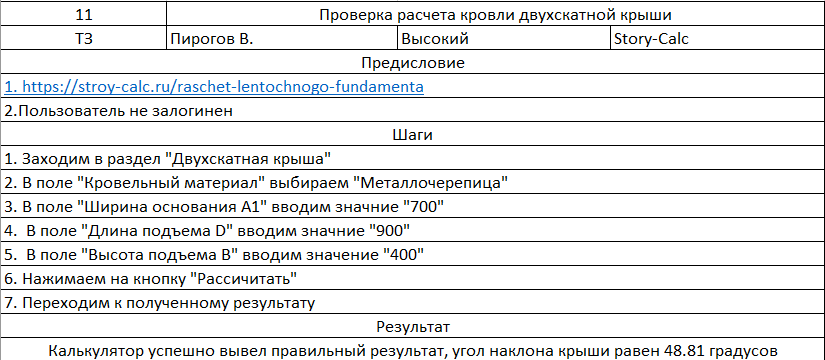 11 Проверка расчета кровли двухскатной крыши
ТЗ Пирогов В. Высокий Story-Calc
Предисловие
1. https://stroy-calc.ru/raschet-lentochnogo-fundamenta
2.Пользователь не залогинен
Шаги
1. Заходим в раздел "Двухскатная крыша"
2. В поле "Кровельный материал" выбираем "Металлочерепица"
3. В поле "Ширина основания А1" вводим значние "700"
4. В поле "Длина подъема D" вводим значние "900"
5. В поле "Высота подъема В" вводим значение "400"
6. Нажимаем на кнопку "Рассичитать"
7. Переходим к полученному результату
Результат
Калькулятор успешно вывел правильный результат, угол наклона крыши равен 48.81 градусов